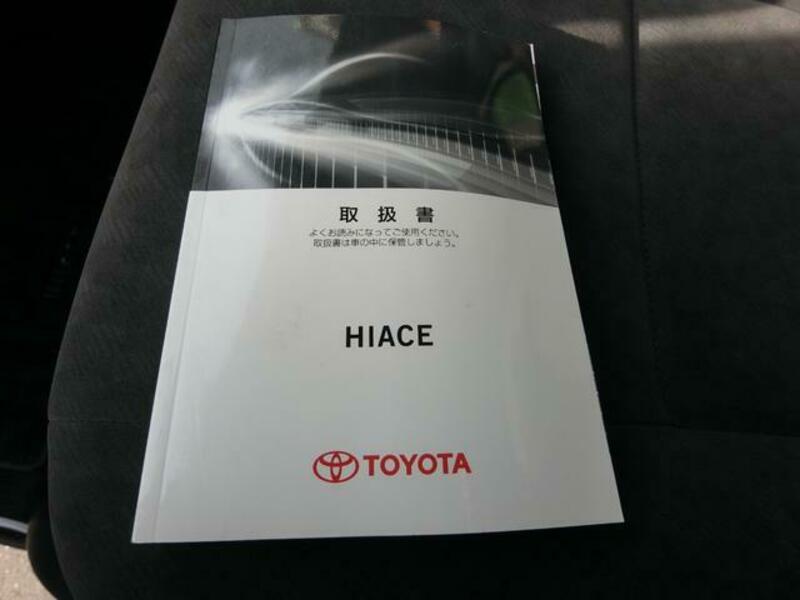 取扱書
よくお読みになってご使用ください。
取扱書は車の中に保管しましょう。
HIACE
TOYOTA